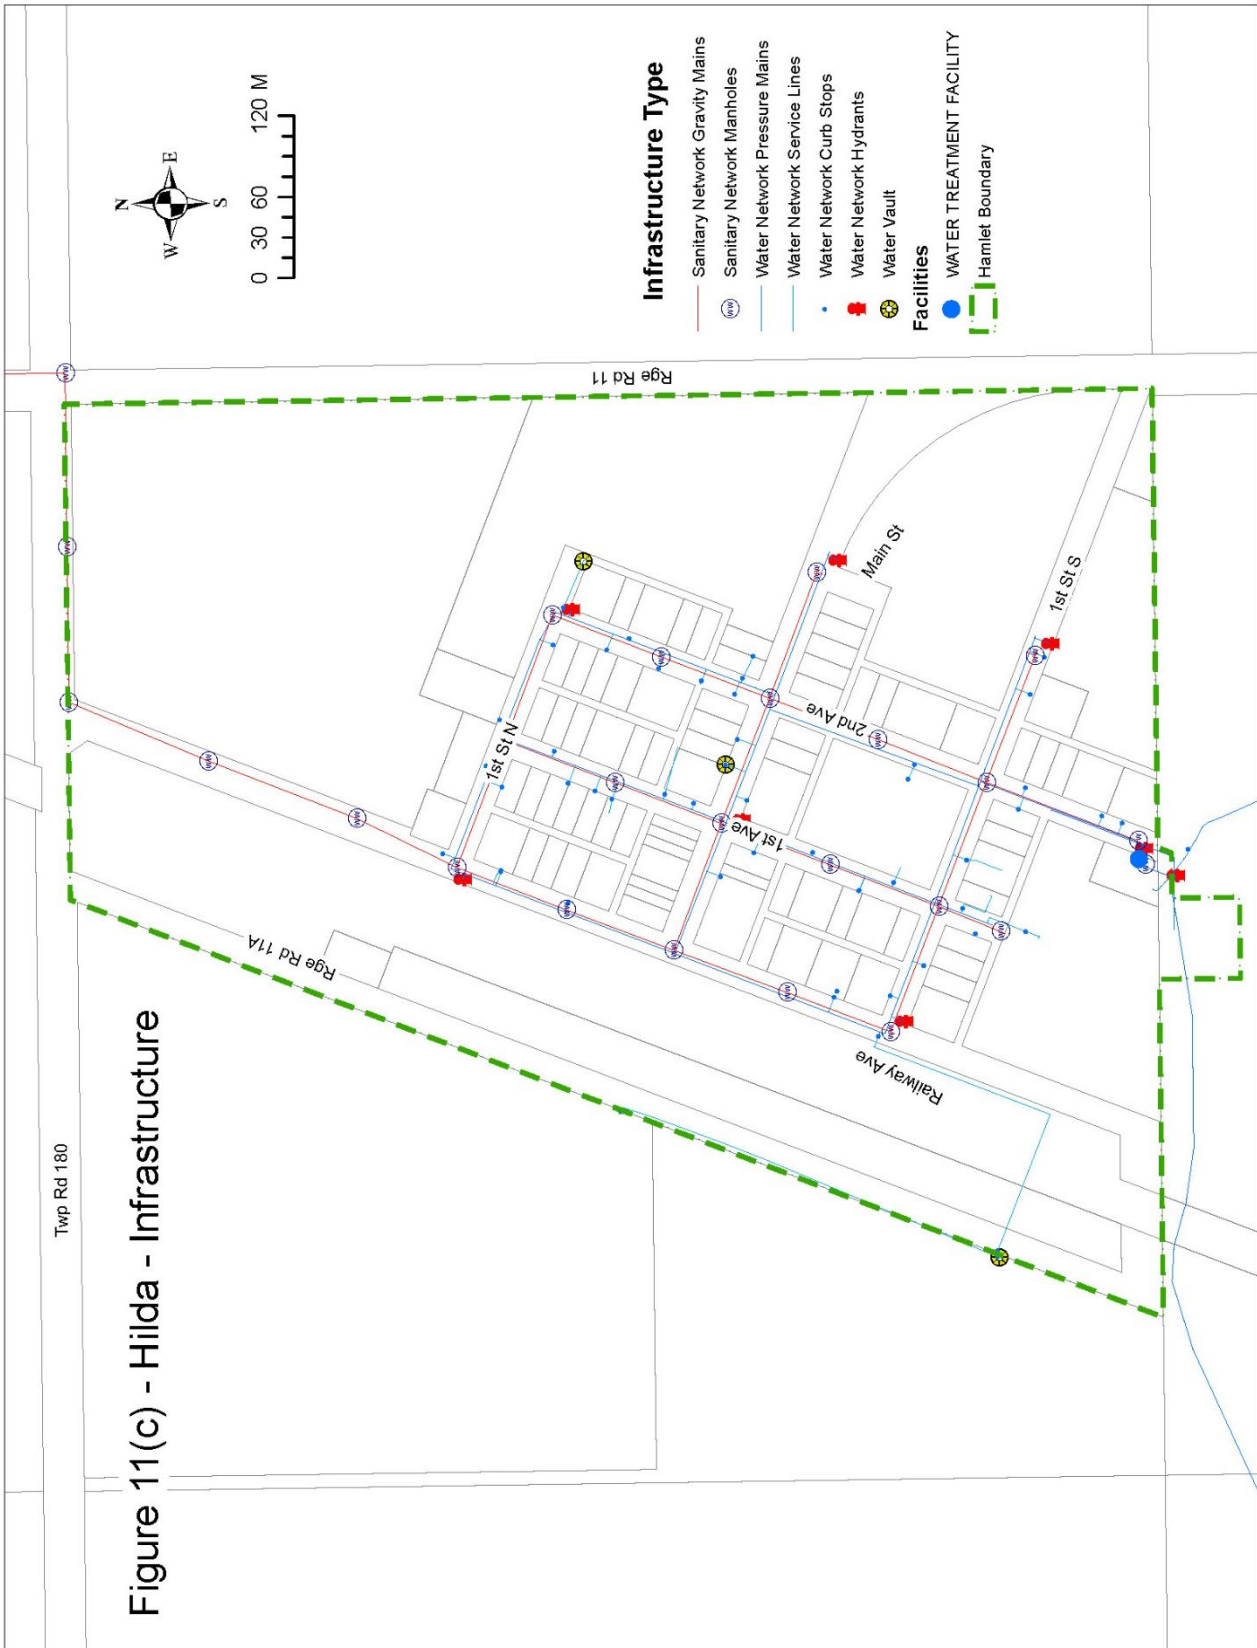 Figure 11(c) - Hilda - Infrastructure
Twp Rd 180
N
W
E
S
0 30 60 120 M
Rge Rd 11A
Rge Rd 11
1st St N
Main St
2nd Ave
1st Ave
1st St S
Railway Ave
Infrastructure Type
Sanitary Network Gravity Mains
WW
Sanitary Network Manholes
Water Network Pressure Mains
Water Network Service Lines
Water Network Curb Stops
Water Network Hydrants
Water Vault
Facilities
WATER TREATMENT FACILITY
Hamlet Boundary